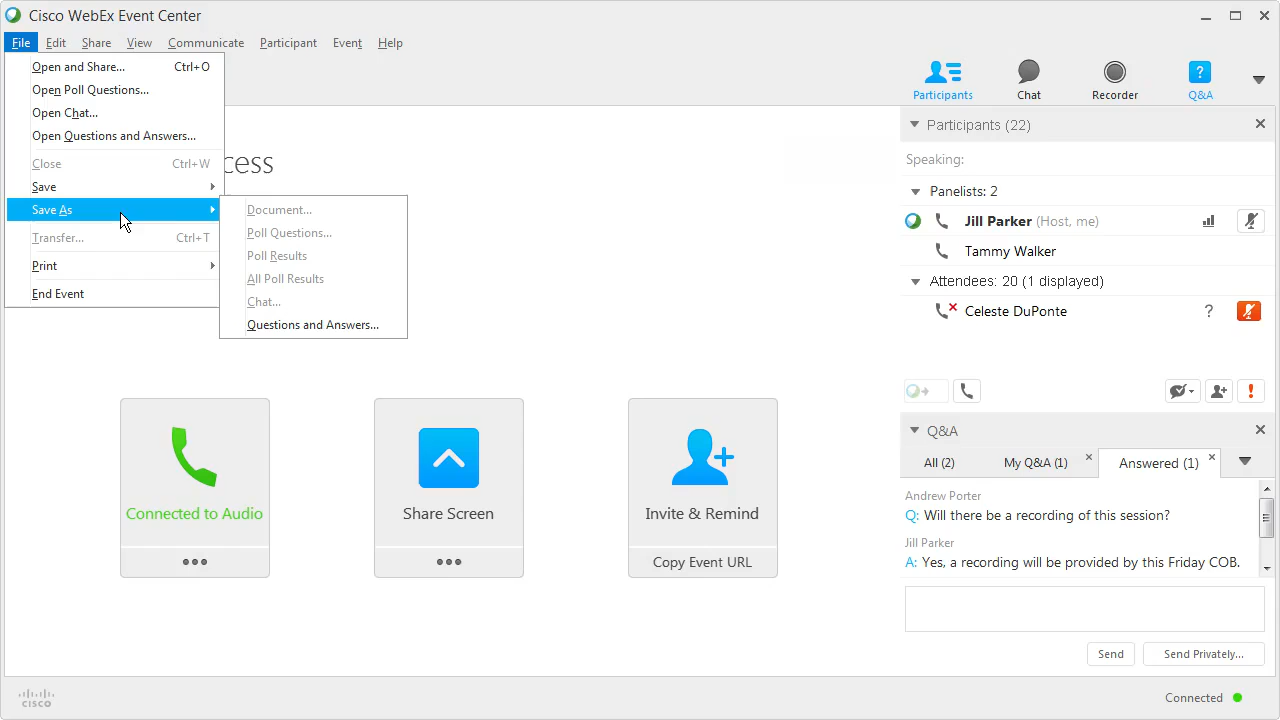 Cisco WebEx Event Center
File Edit Share View Communicate Participant Event Help
Open and Share... Ctrl+O
Open Poll Questions...
Open Chat...
Open Questions and Answers...
Close Ctrl+W
Save
Save As
Transfer... Ctrl+T
Print
End Event
Document...
Poll Questions...
Poll Results
All Poll Results
Chat...
Questions and Answers...
cess
Connected to Audio
Share Screen
Invite & Remind
Copy Event URL
Participants Chat Recorder Q&A
Participants (22)
Speaking:
Panelists: 2
Jill Parker (Host, me)
Tammy Walker
Attendees: 20 (1 displayed)
Celeste DuPonte
?
Q&A
All (2) My Q&A (1) Answered (1)
Andrew Porter
Q: Will there be a recording of this session?
Jill Parker
A: Yes, a recording will be provided by this Friday COB.
Send Send Privately...
cisco
Connected